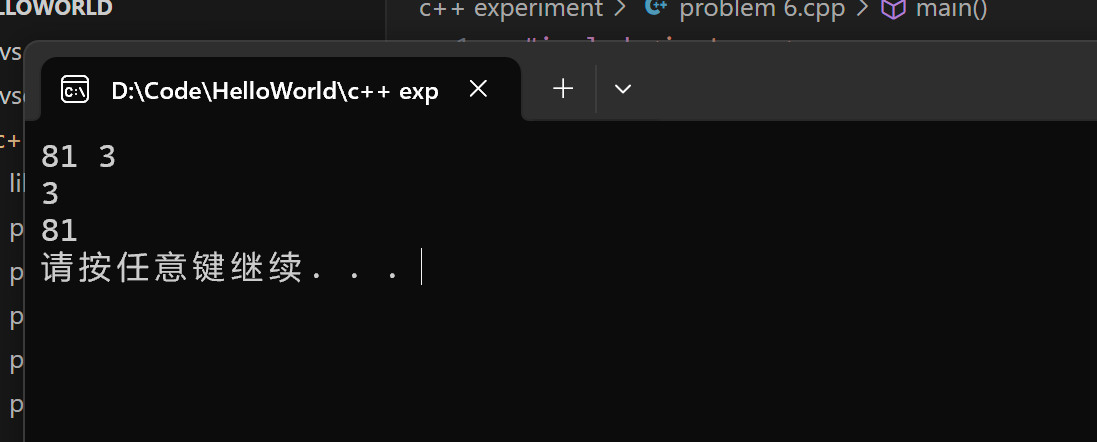 LLOWORLD
c++ experiment > problem 6.cpp > main()
D:\Code\HelloWorld\c++ exp
81 3
3
81
请按任意键继续. . .